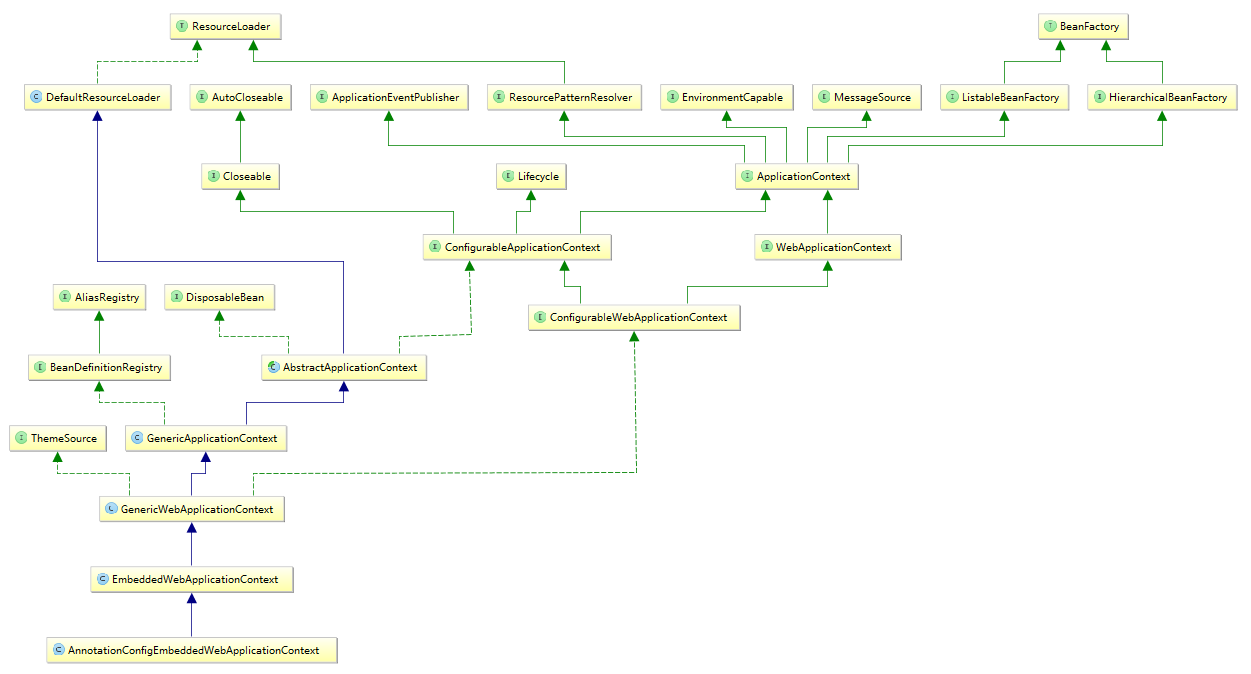 ResourceLoader
BeanFactory
DefaultResourceLoader
AutoCloseable
ApplicationEventPublisher
ResourcePatternResolver
EnvironmentCapable
MessageSource
ListableBeanFactory
HierarchicalBeanFactory
Closeable
Lifecycle
ApplicationContext
ConfigurableApplicationContext
WebApplicationContext
AliasRegistry
DisposableBean
ConfigurableWebApplicationContext
BeanDefinitionRegistry
AbstractApplicationContext
ThemeSource
GenericApplicationContext
GenericWebApplicationContext
EmbeddedWebApplicationContext
AnnotationConfigEmbeddedWebApplicationContext